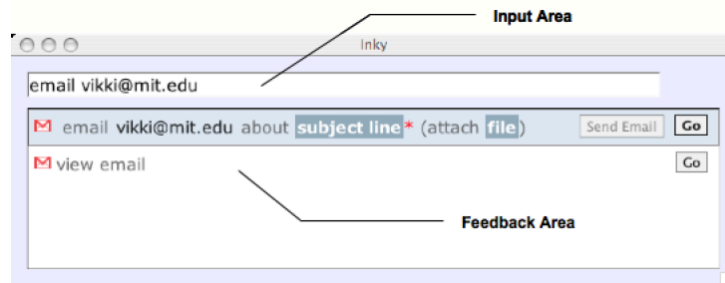 Input Area
Inky
email vikki@mit.edu
email vikki@mit.edu about subject line* (attach file) Send Email Go
view email Go
Feedback Area